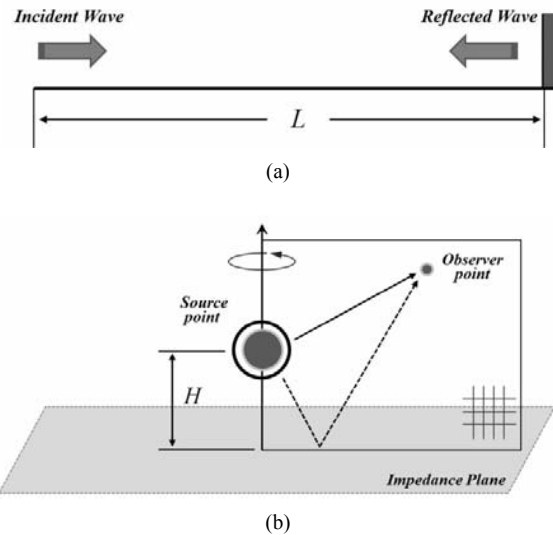 Incident Wave
Reflected Wave
L
(a)
Observer
point
Source
point
H
Impedance Plane
(b)